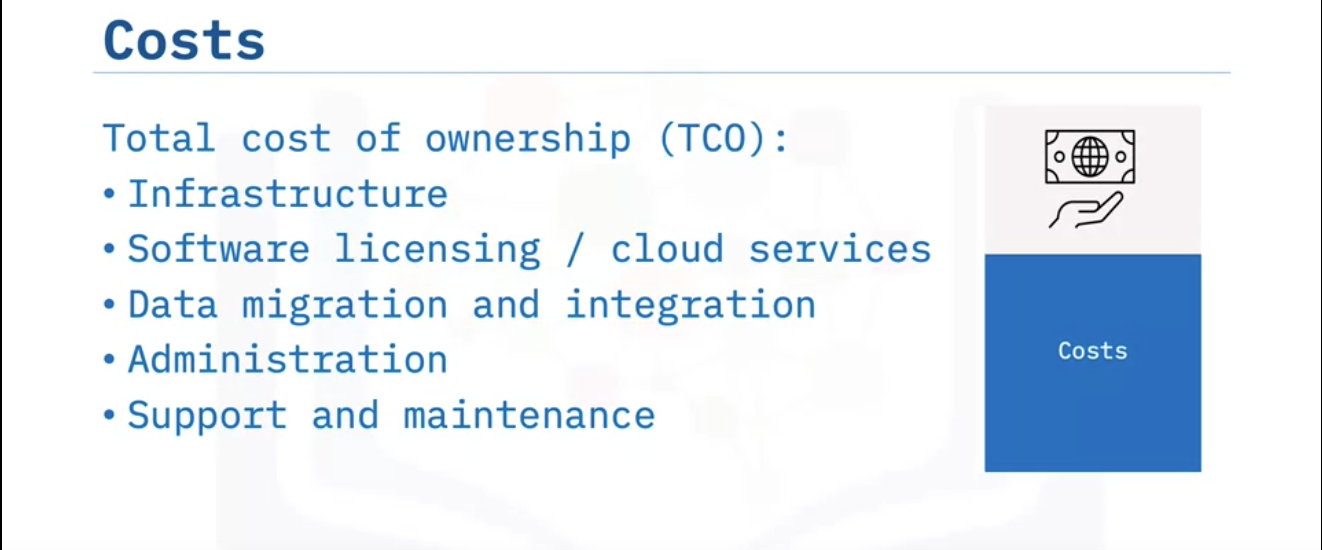 Costs
Total cost of ownership (TCO):
• Infrastructure
• Software licensing / cloud services
• Data migration and integration
• Administration
• Support and maintenance
Costs